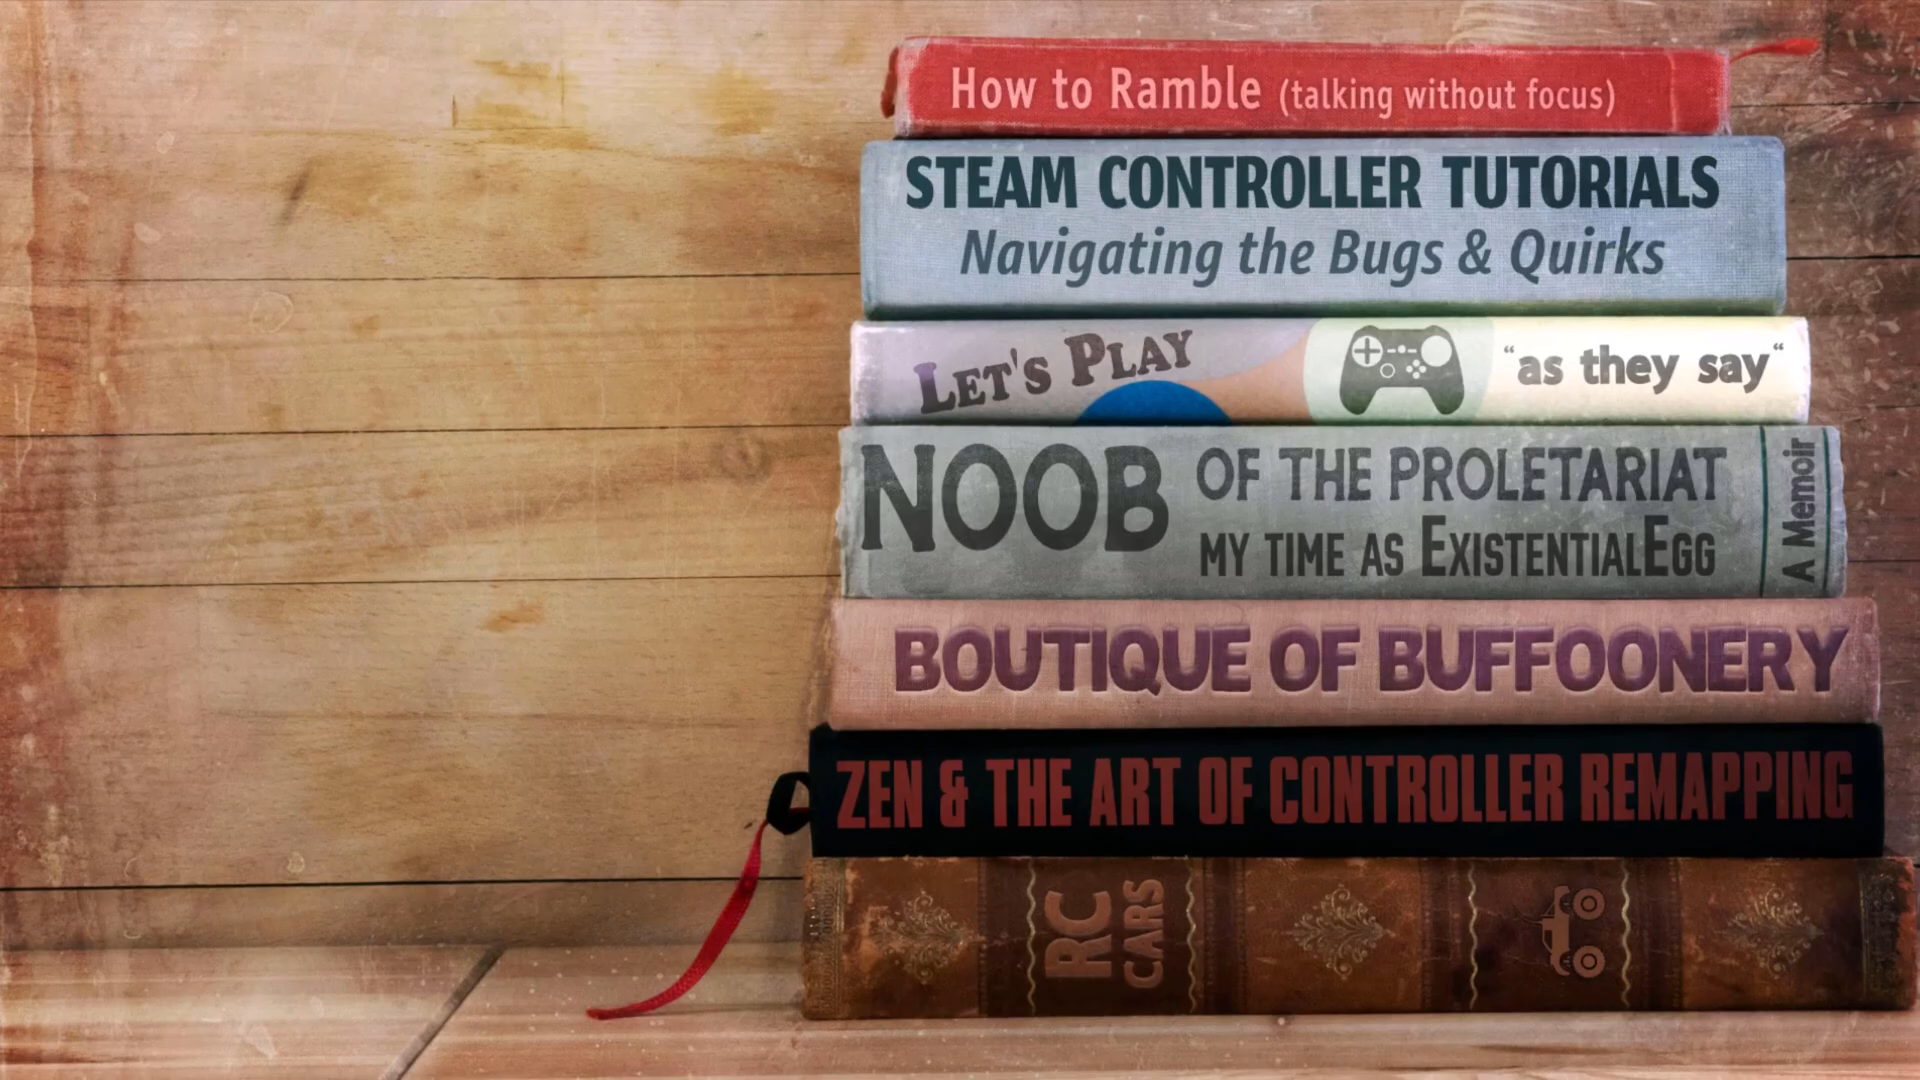 How to Ramble (talking without focus)
STEAM CONTROLLER TUTORIALS
Navigating the Bugs & Quirks
LET'S PLAY
“as they say“
NOOB
OF THE PROLETARIAT
MY TIME AS EXISTENTIALEGG
A Memoir
BOUTIQUE OF BUFFOONERY
ZEN & THE ART OF CONTROLLER REMAPPING
RC
CARS